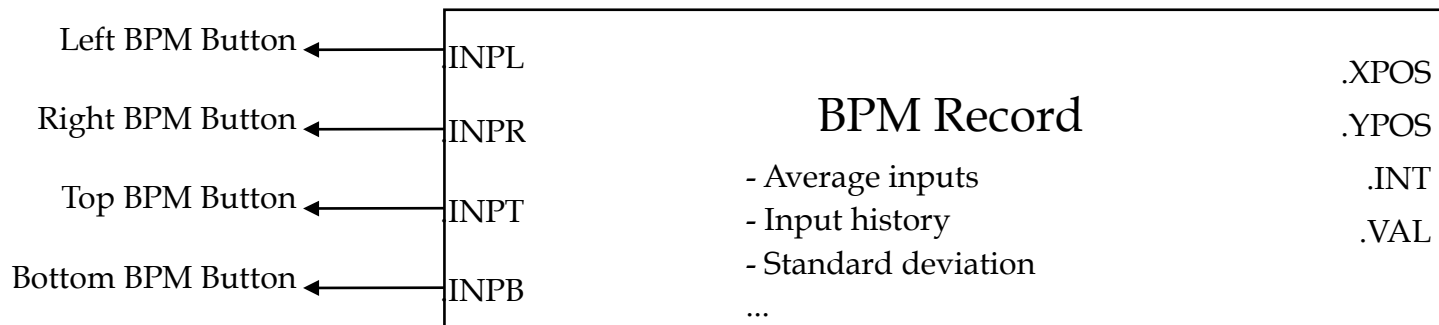 Left BPM Button
Right BPM Button
Top BPM Button
Bottom BPM Button
.INPL
.INPR
.INPT
.INPB
BPM Record
- Average inputs
- Input history
- Standard deviation
...
.XPOS
.YPOS
.INT
.VAL